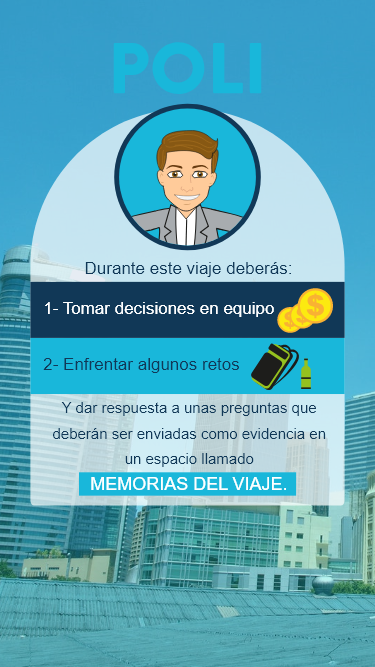 POLI
Durante este viaje deberás:
1- Tomar decisiones en equipo
2- Enfrentar algunos retos
Y dar respuesta a unas preguntas que
deberán ser enviadas como evidencia en
un espacio llamado
MEMORIAS DEL VIAJE.